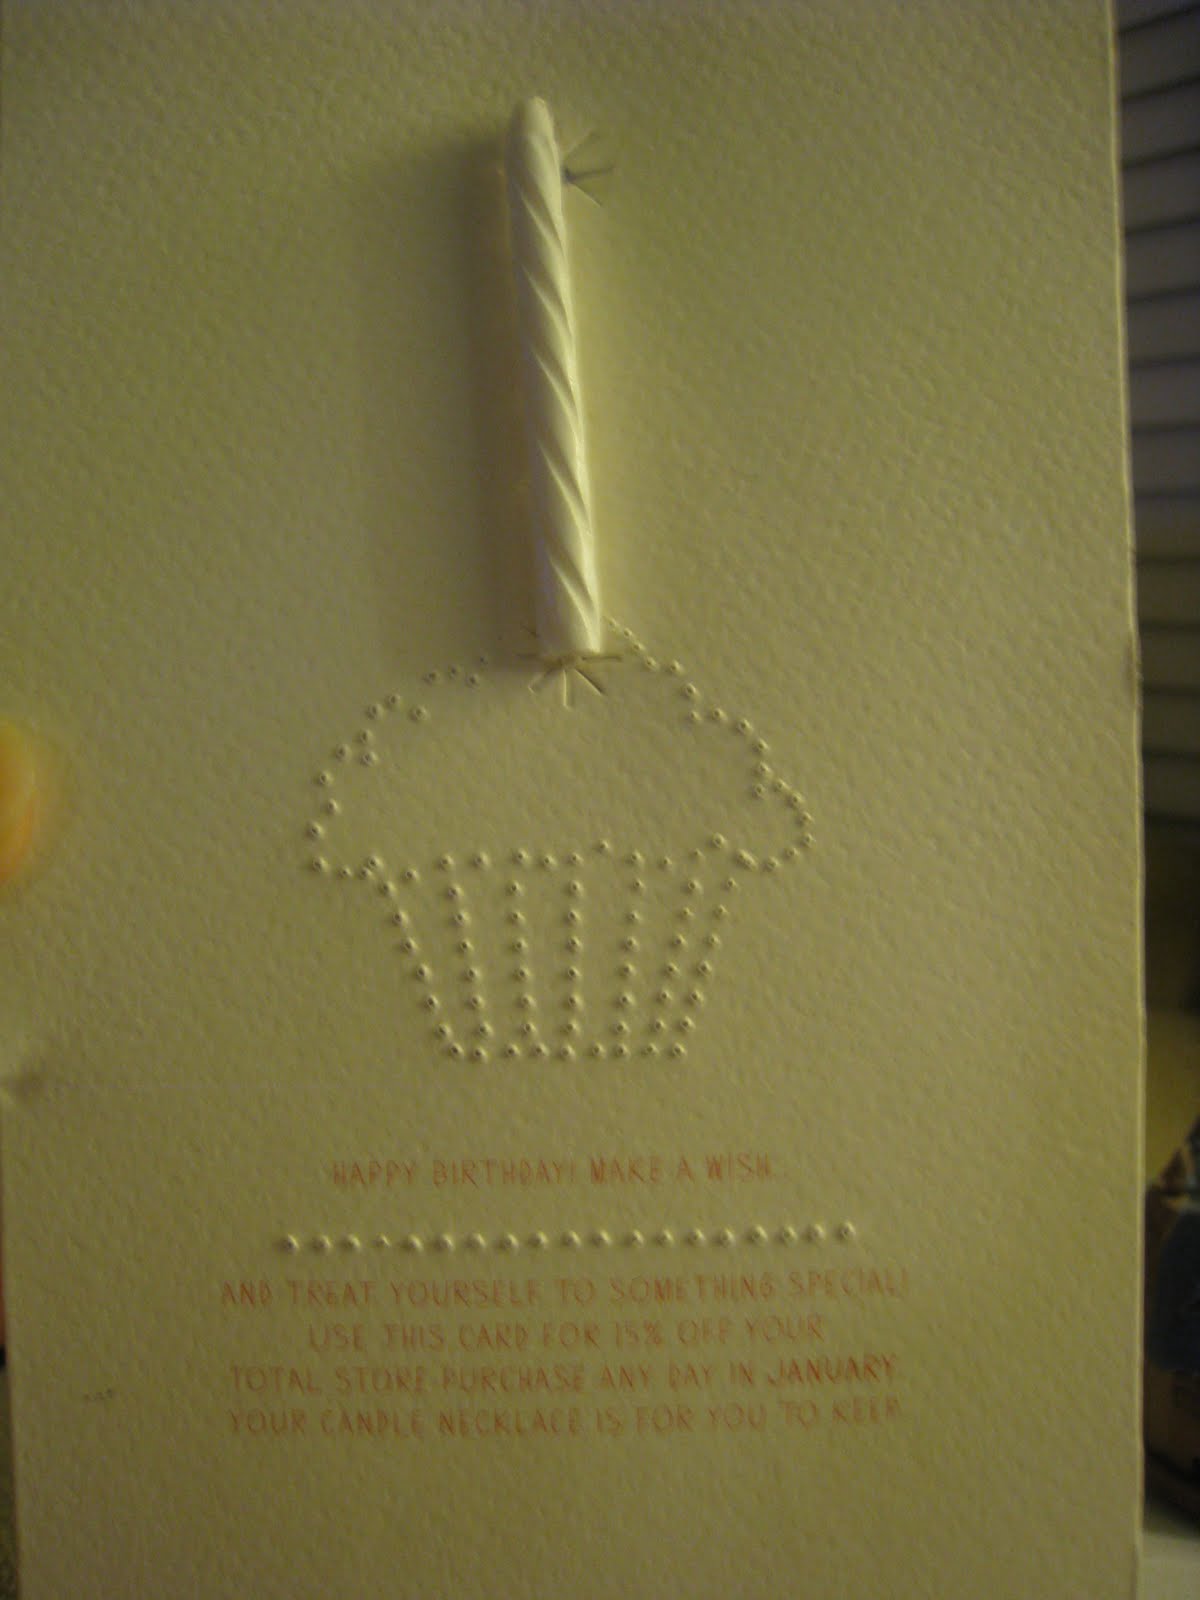 HAPPY BIRTHDAY! MAKE A WISH...
AND TREAT YOURSELF TO SOMETHING SPECIAL!
USE THIS CARD FOR 15% OFF YOUR
TOTAL STORE PURCHASE ANY DAY IN JANUARY.
YOUR CANDLE NECKLACE IS FOR YOU TO KEEP.